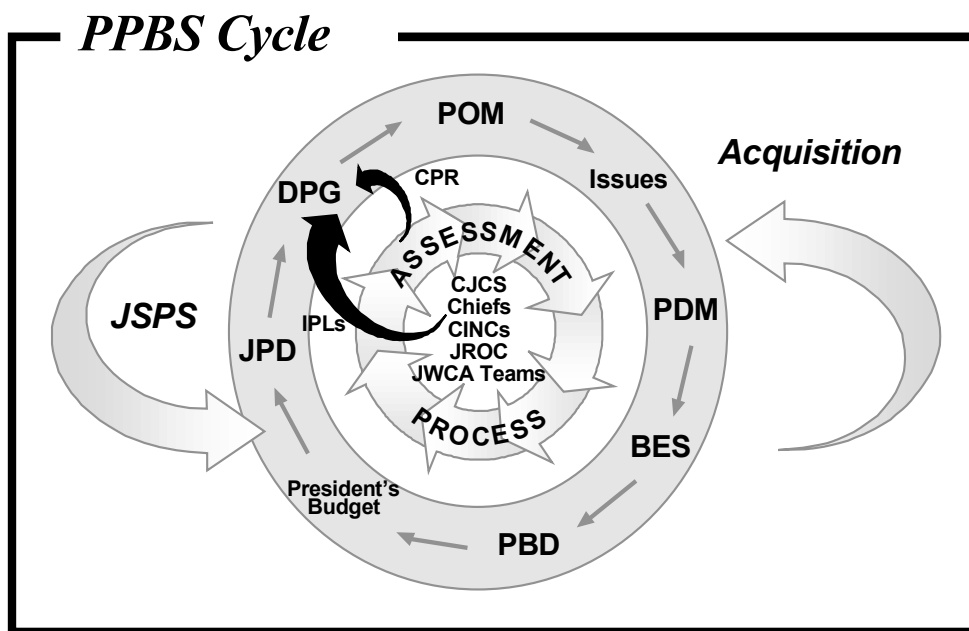 PPBS Cycle
POM
Acquisition
CPR
Issues
DPG
ASSESSMENT
CJCS
Chiefs
CINCs
JROC
JWCA Teams
PROCESS
JSPS
IPLs
JPD
PDM
BES
President's
Budget
PBD